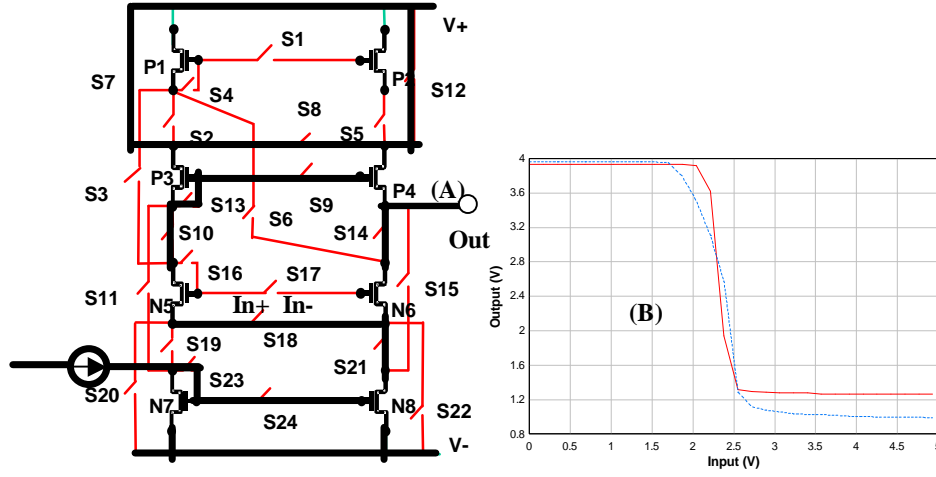 V+
S1
P1
P2
S7
S4
S12
S8
S2
S5
P3
P4
(A)
S3
S13
S9
S6
S14
Out
S10
S16
S17
S11
S15
N5
In+ In-
N6
S18
S19
S21
S20
S23
N7
N8
S22
S24
V-
4
3.6
3.2
2.8
2.4
2
1.6
1.2
0.8
Output (V)
(B)
0 0.5 1 1.5 2 2.5 3 3.5 4 4.5 5
Input (V)